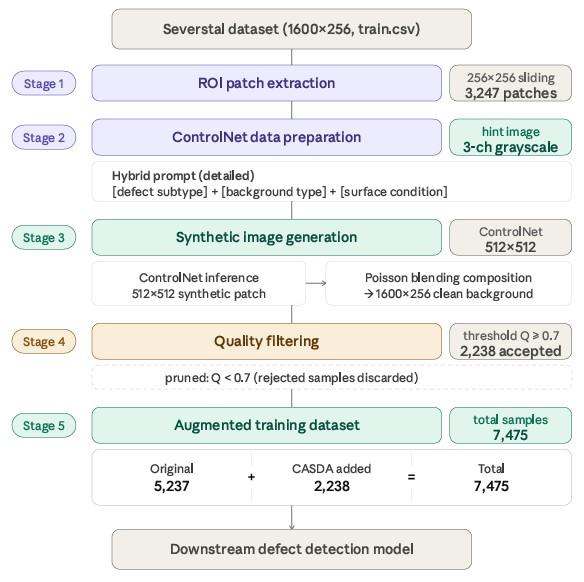 Severstal dataset (1600×256, train.csv)
Stage 1
ROI patch extraction
256×256 sliding
3,247 patches
Stage 2
ControlNet data preparation
hint image
3-ch grayscale
Hybrid prompt (detailed)
[defect subtype] + [background type] + [surface condition]
Stage 3
Synthetic image generation
ControlNet
512×512
ControlNet inference
512×512 synthetic patch
Poisson blending composition
→ 1600×256 clean background
Stage 4
Quality filtering
threshold Q ≥ 0.7
2,238 accepted
pruned: Q < 0.7 (rejected samples discarded)
Stage 5
Augmented training dataset
total samples
7,475
Original
5,237
+
CASDA added
2,238
=
Total
7,475
Downstream defect detection model